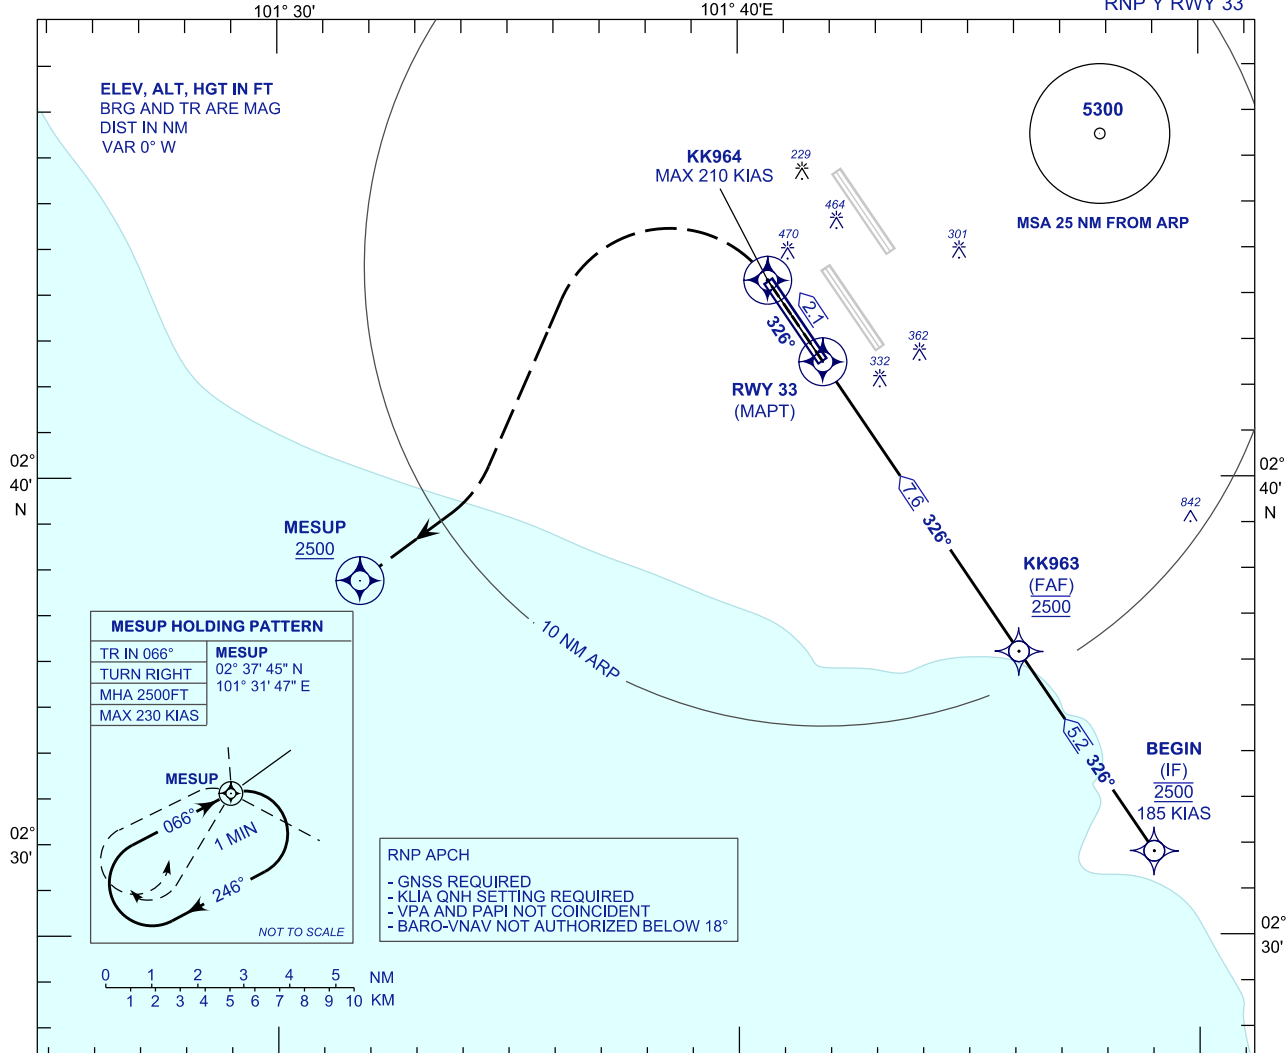 RNP Y RWY 33
101° 30'
101° 40'E
ELEV, ALT, HGT IN FT
BRG AND TR ARE MAG
DIST IN NM
VAR 0° W
5300
MSA 25 NM FROM ARP
KK964
MAX 210 KIAS
229
464
470
301
362
332
842
2.1
326°
RWY 33
(MAPT)
02°
40'
N
02°
40'
N
7.6 326°
MESUP
2500
KK963
(FAF)
2500
10 NM ARP
5.2 326°
BEGIN
(IF)
2500
185 KIAS
MESUP HOLDING PATTERN
TR IN 066°
TURN RIGHT
MHA 2500FT
MAX 230 KIAS
MESUP
02° 37' 45" N
101° 31' 47" E
MESUP
066°
1 MIN
246°
NOT TO SCALE
RNP APCH
- GNSS REQUIRED
- KLIA QNH SETTING REQUIRED
- VPA AND PAPI NOT COINCIDENT
- BARO-VNAV NOT AUTHORIZED BELOW 18°
02°
30'
02°
30'
0 1 2 3 4 5 NM
1 2 3 4 5 6 7 8 9 10 KM